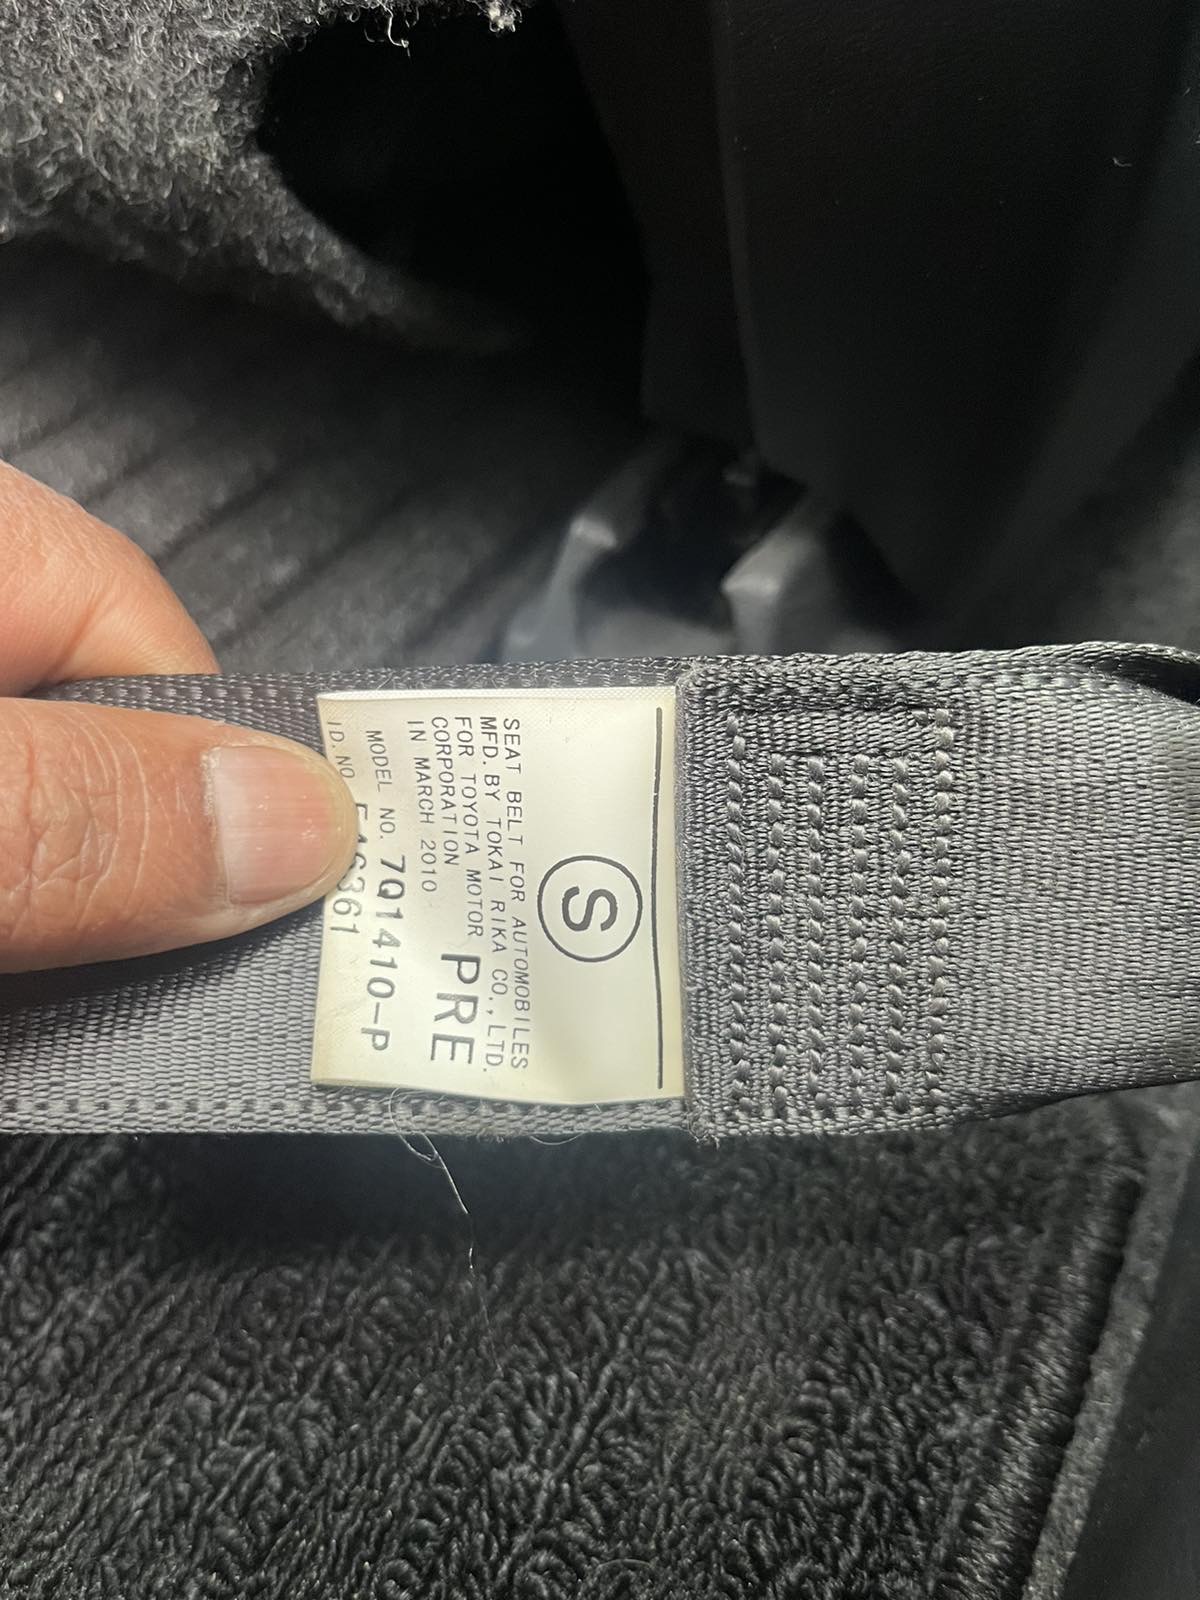 S
SEAT BELT FOR AUTOMOBILES
MFD. BY TOKAI RIKA CO.,LTD.
FOR TOYOTA MOTOR
CORPORATION PRE
IN MARCH 2010
MODEL NO. 7Q1410-P
ID.NO.